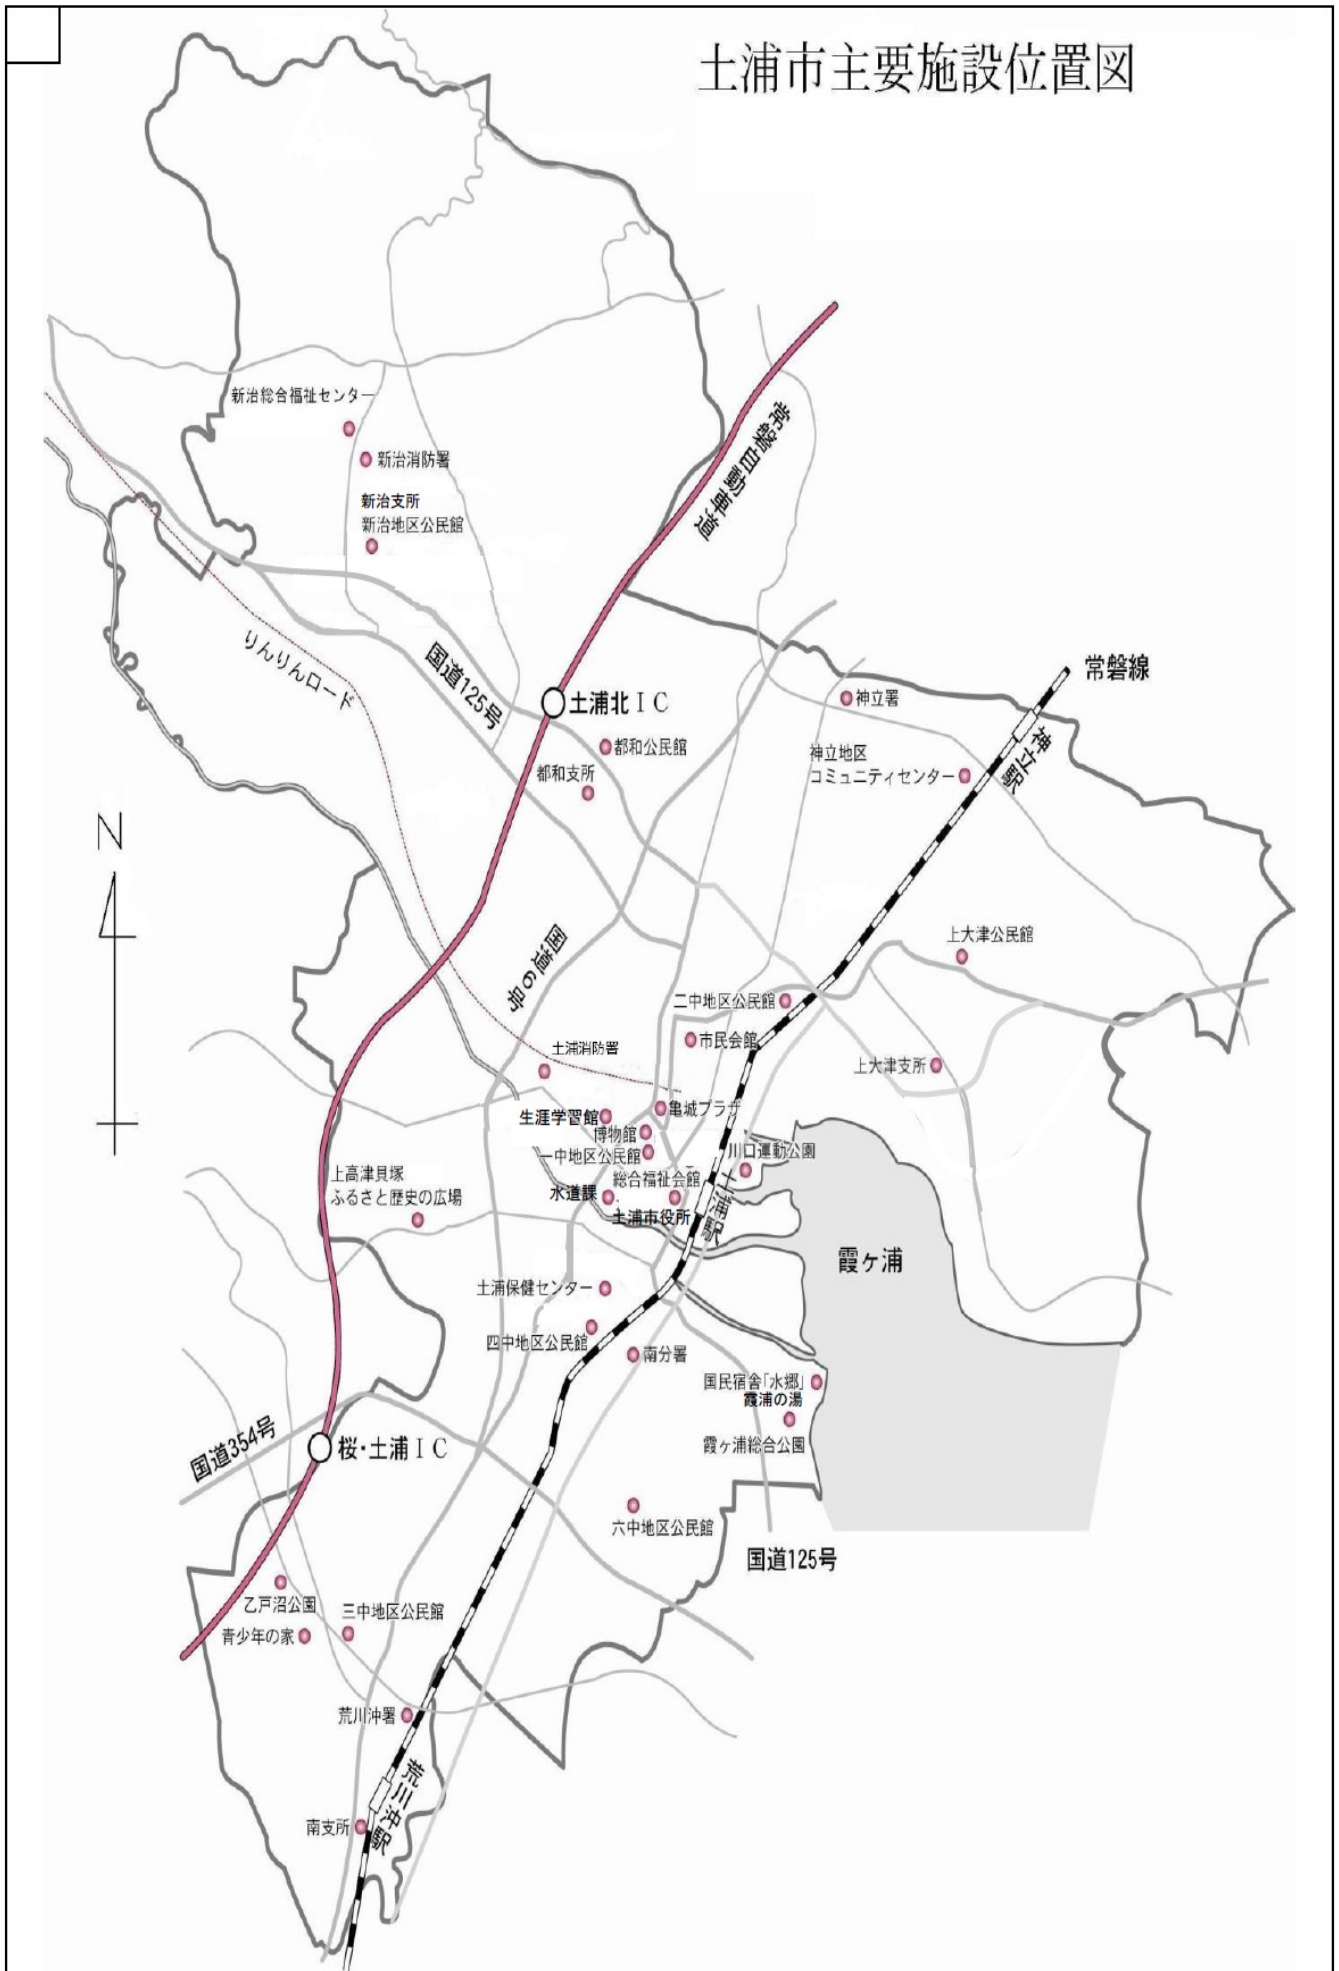 土浦市主要施設位置図
新治総合福祉センター
新治消防署
新治支所
新治地区公民館
常磐自動車道
りんりんロード
国道125号
土浦北IC
都和公民館
都和支所
常磐線
神立署
神立駅
神立地区
コミュニティセンター
N
国道6号
上大津公民館
二中地区公民館
市民会館
土浦消防署
上大津支所
亀城プラザ
生涯学習館
博物館
一中地区公民館
川口運動公園
上高津貝塚
ふるさと歴史の広場
総合福祉会館
水道課
土浦市役所
土浦駅
霞ヶ浦
土浦保健センター
四中地区公民館
南分署
国民宿舎「水郷」
霞浦の湯
霞ヶ浦総合公園
国道354号
桜・土浦IC
六中地区公民館
国道125号
乙戸沼公園
三中地区公民館
青少年の家
荒川沖署
荒川沖駅
南支所